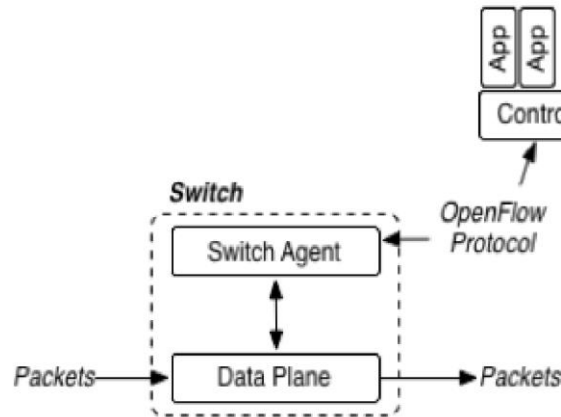 App
App
Contro
Switch
OpenFlow
Protocol
Switch Agent
Packets
Data Plane
Packets